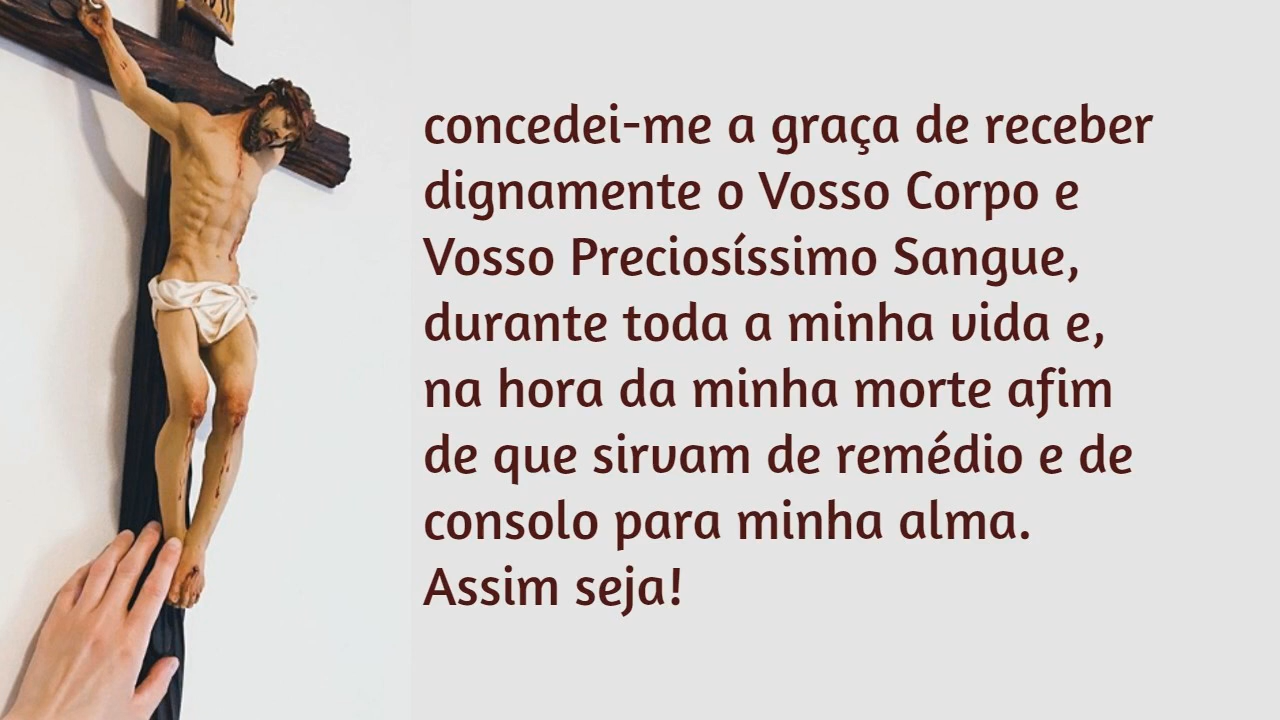 concedei-me a graça de receber
dignamente o Vosso Corpo e
Vosso Preciosíssimo Sangue,
durante toda a minha vida e,
na hora da minha morte afim
de que sirvam de remédio e de
consolo para minha alma.
Assim seja!